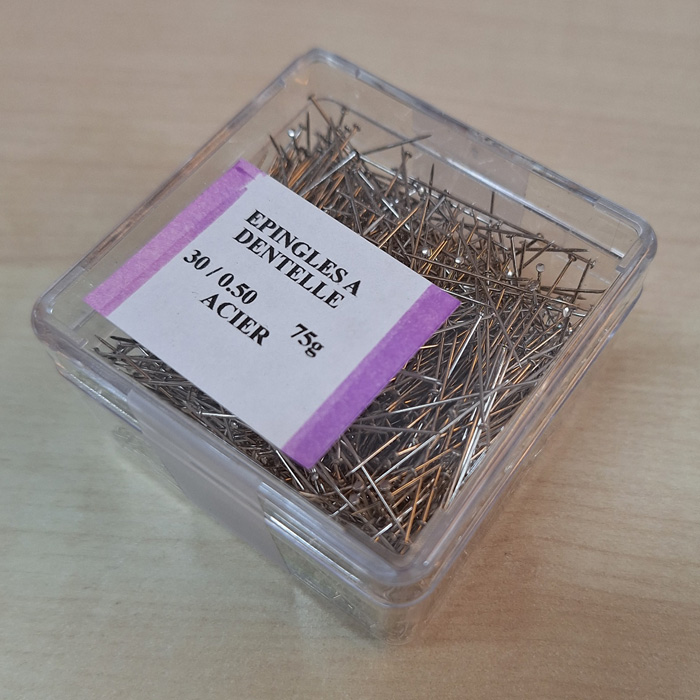 EPINGLES A
DENTELLE
30 / 0.50 75g
ACIER